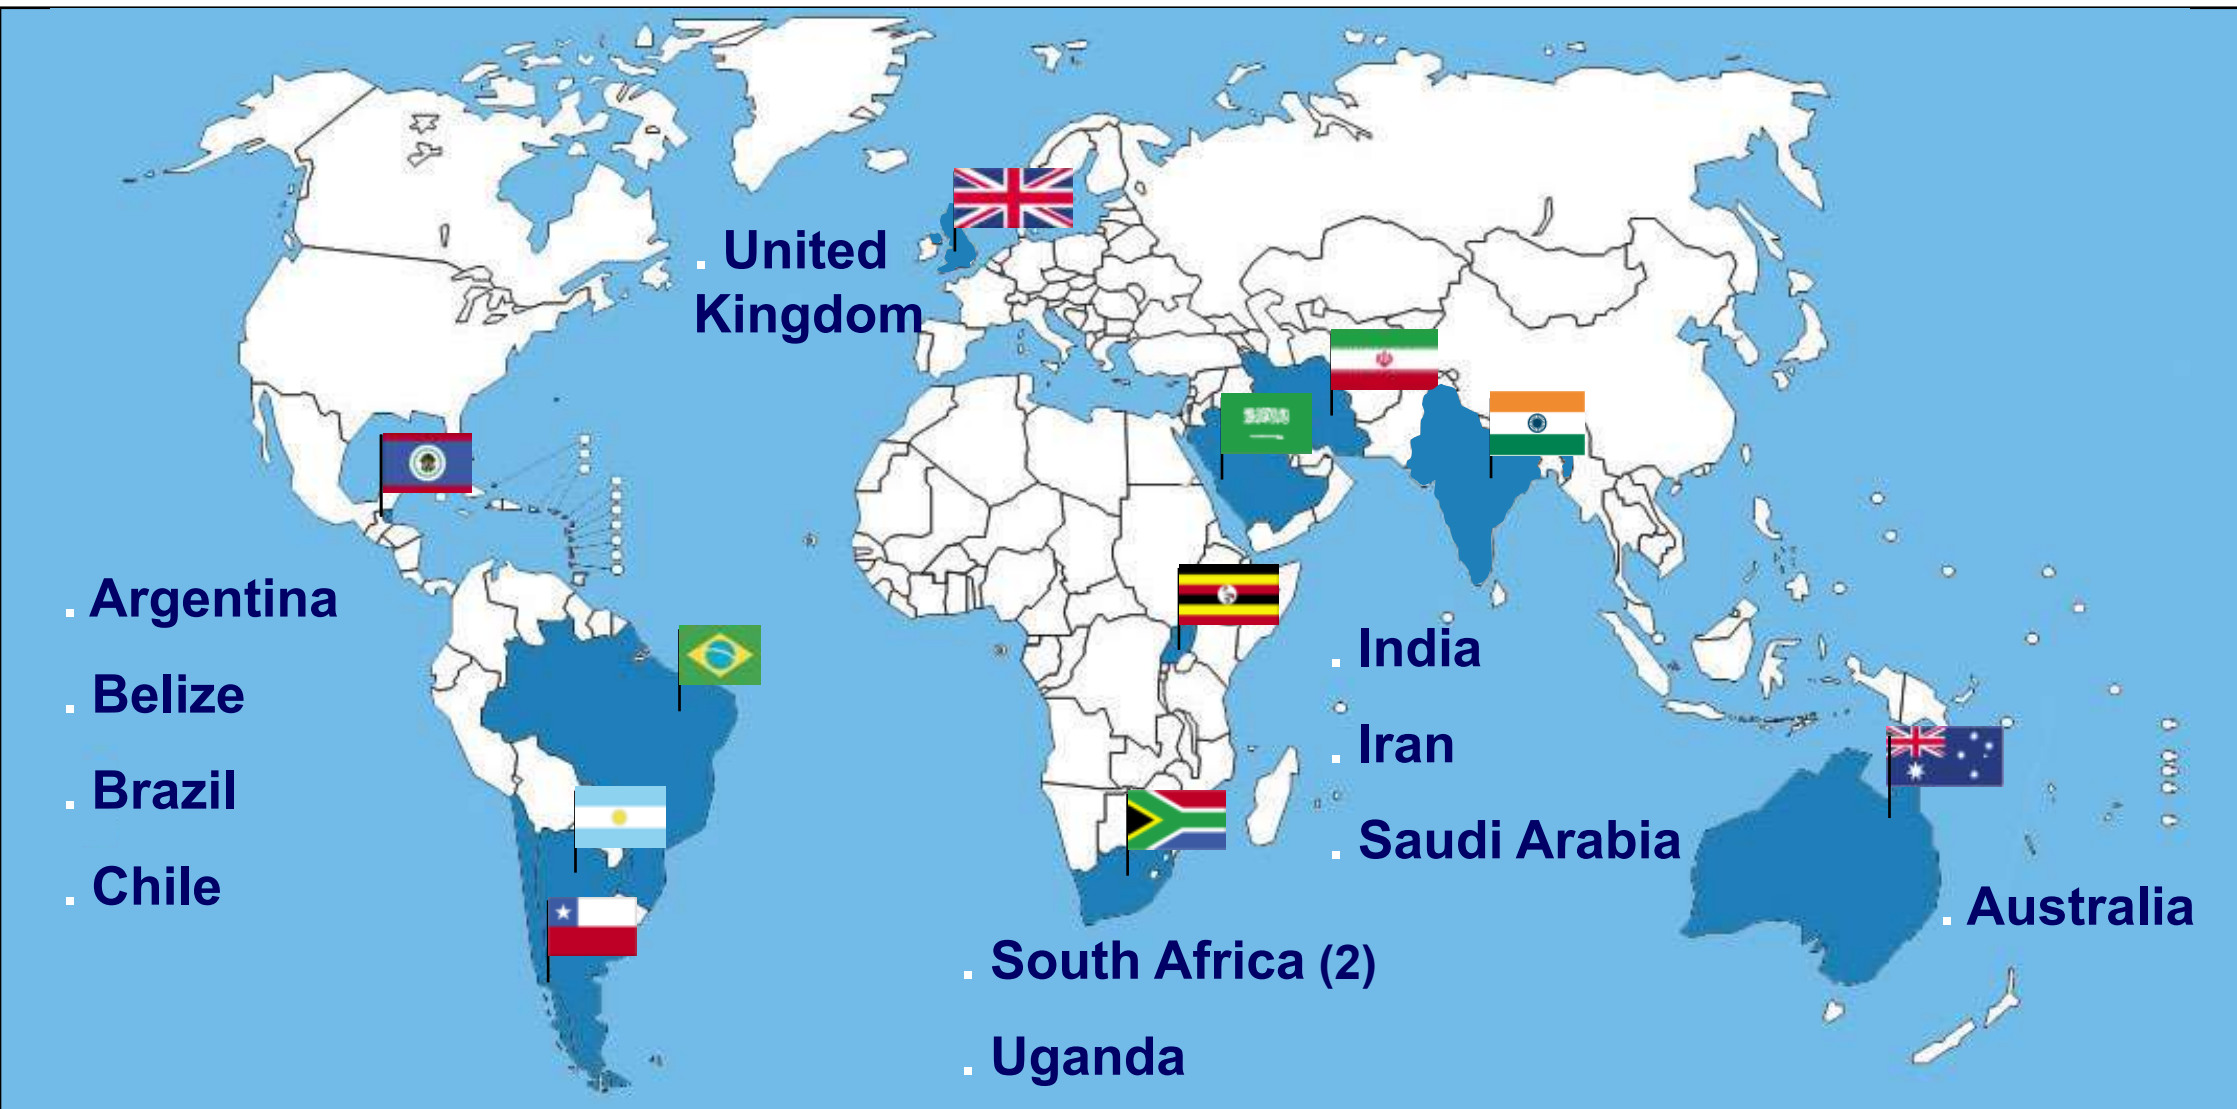 . United
Kingdom
. Argentina
. Belize
. Brazil
. Chile
. India
. Iran
. Saudi Arabia
. Australia
. South Africa (2)
. Uganda